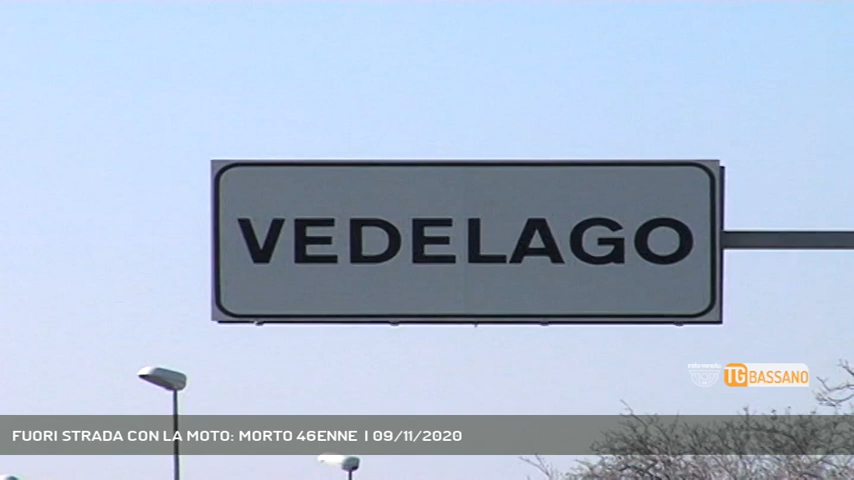 VEDELAGO
TG BASSANO
FUORI STRADA CON LA MOTO: MORTO 46ENNE | 09/11/2020